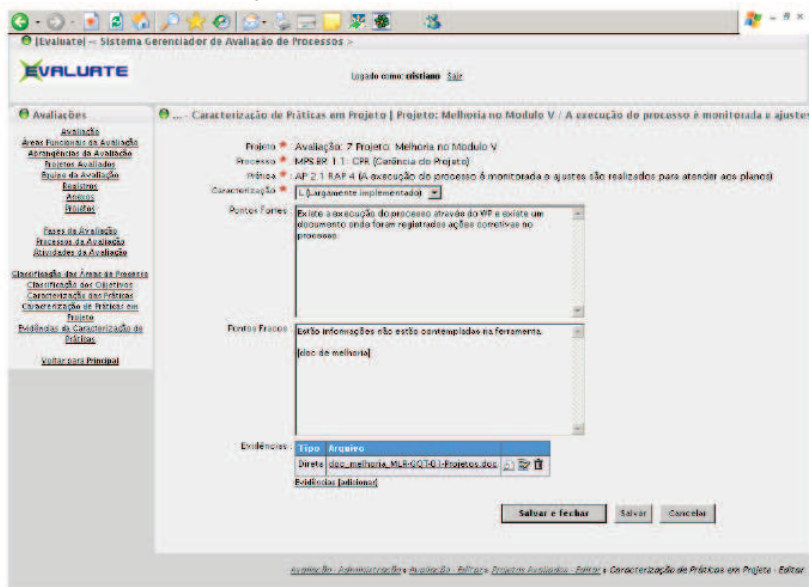 [Evaluate] -- Sistema Gerenciador de Avaliação de Processos >
EVALUATE
Logado como: cristiano Sair
Avaliações
... - Caracterização de Práticas em Projeto | Projeto: Melhoria no Modulo V / A execução do processo é monitorada e ajustes
Avaliação
Áreas Funcionais da Avaliação
Abrangências da Avaliação
Projetos Avaliados
Equipe da Avaliação
Registros
Anexos
Projetos
Fases da Avaliação
Processos da Avaliação
Atividades da Avaliação
Classificação das Áreas de Processo
Classificação dos Objetivos
Caracterização das Práticas
Caracterização de Práticas em
Projeto
Evidências da Caracterização de
Práticas
Voltar para Principal
Projeto * Avaliação: 7 Projeto: Melhoria no Modulo V
Processo * MPS.BR 1.1: GPR (Gerência do Projeto)
Prática * AP 2.1 RAP 4 (A execução do processo é monitorada e ajustes são realizados para atender aos planos)
Caracterização * L (Largamente implementado)
Pontos Fortes : Existe a execução do processo através do WP e existe um
documento onde foram registradas ações corretivas no
processo.
Pontos Fracos : Estão informações não estão contempladas na ferramenta.
[doc de melhoria]
Evidências : Tipo Arquivo
Direta doc_melhoria_MLR-GQT-01-Projetos.doc
Evidências [adicionar]
Salvar e fechar Salvar Cancelar
Avaliação - Administração » Avaliação - Editar » Projetos Avaliados - Editar » Caracterização de Práticas em Projeto - Editar